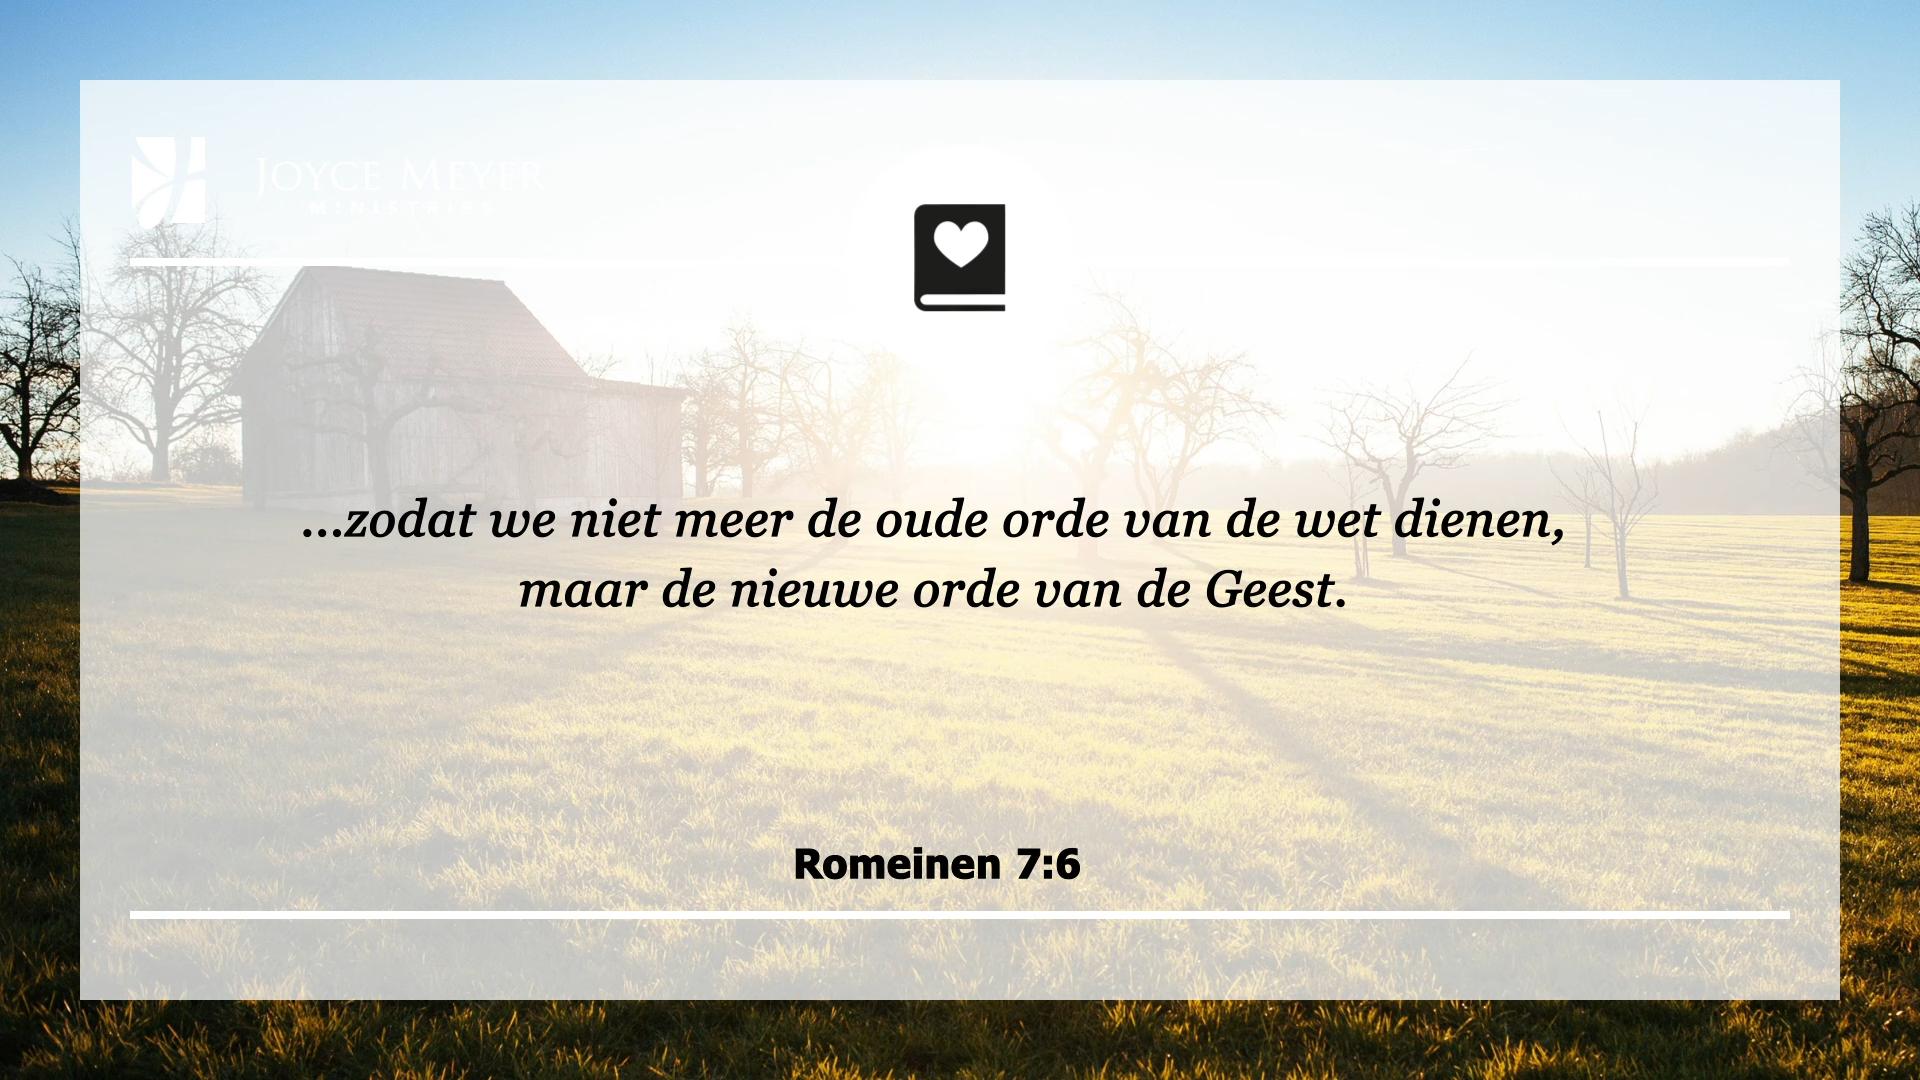 JOYCE MEYER
MINISTRIES
...zodat we niet meer de oude orde van de wet dienen,
maar de nieuwe orde van de Geest.
Romeinen 7:6